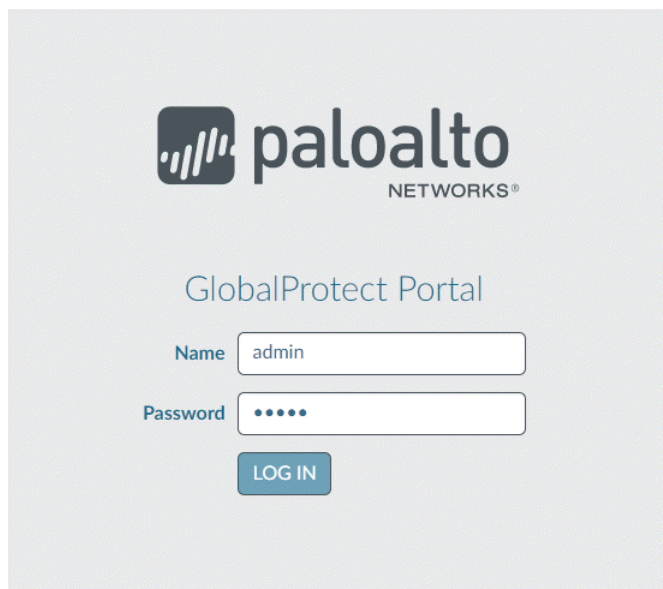 paloalto
NETWORKS®
GlobalProtect Portal
Name admin
Password •••••
LOG IN